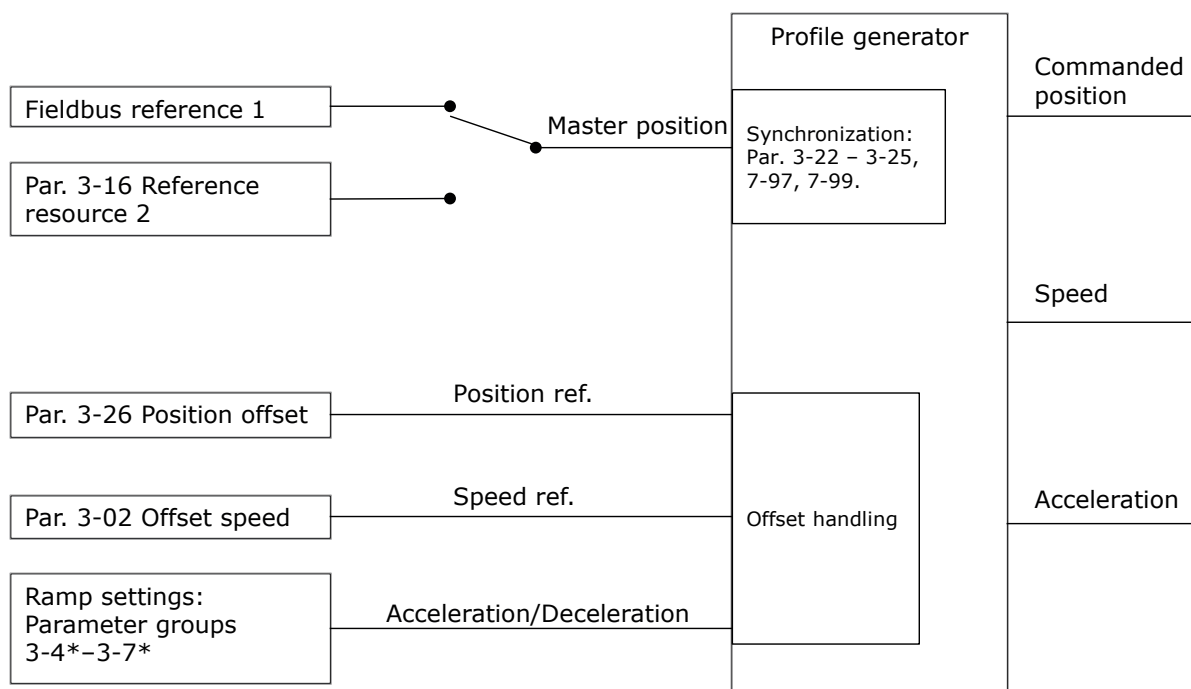 Profile generator
Commanded
position
Fieldbus reference 1
Master position
Synchronization:
Par. 3-22 – 3-25,
7-97, 7-99.
Par. 3-16 Reference
resource 2
Speed
Position ref.
Par. 3-26 Position offset
Speed ref.
Acceleration
Par. 3-02 Offset speed
Offset handling
Ramp settings:
Parameter groups
3-4*–3-7*
Acceleration/Deceleration